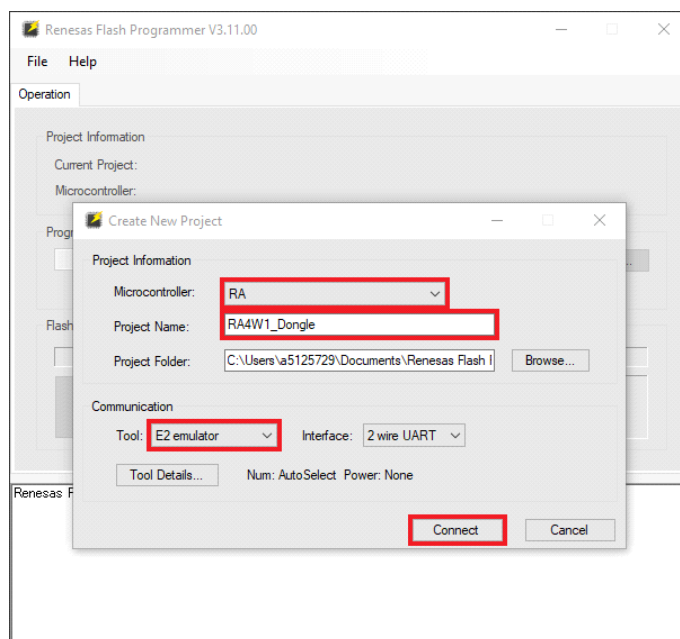 Renesas Flash Programmer V3.11.00
File Help
Operation
Project Information
Current Project:
Microcontroller:
Create New Project
Project Information
Microcontroller: RA
Project Name: RA4W1_Dongle
Project Folder: C:\Users\a5125729\Documents\Renesas Flash Browse...
Communication
Tool: E2 emulator Interface: 2 wire UART
Tool Details... Num: AutoSelect Power: None
Connect Cancel
Flash
Renesas